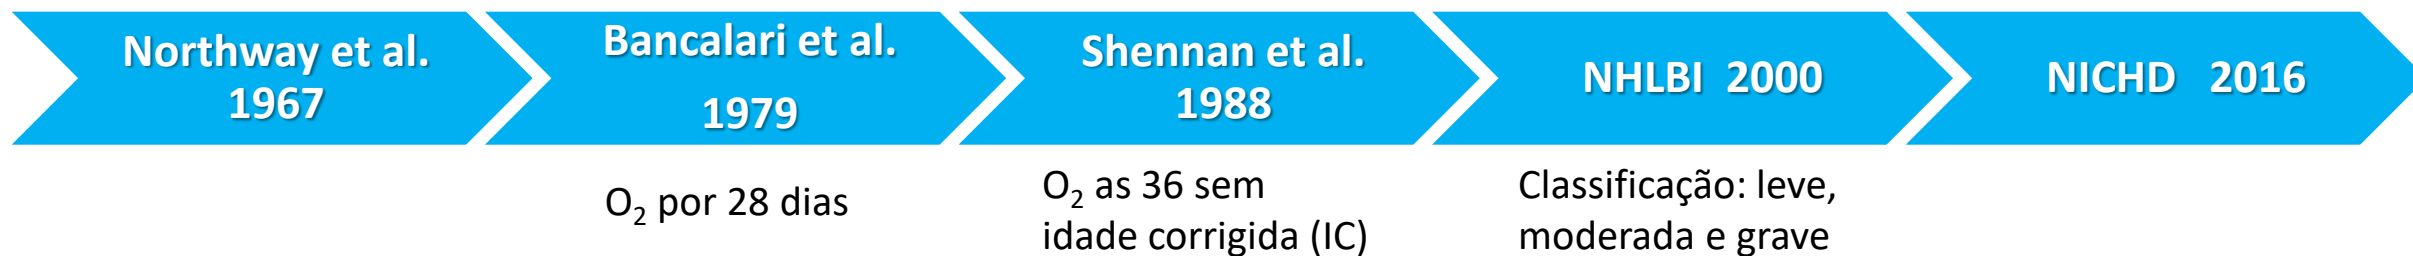 Northway et al.
1967
Bancalari et al.
1979
Shennan et al.
1988
NHLBI 2000
NICHD 2016
O₂ por 28 dias
O₂ as 36 sem
idade corrigida (IC)
Classificação: leve,
moderada e grave